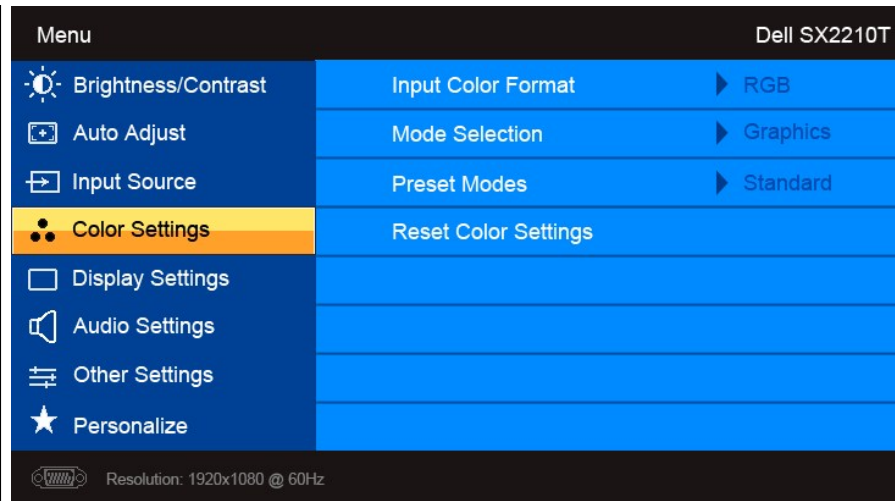 Menu Dell SX2210T
Brightness/Contrast Input Color Format RGB
Auto Adjust Mode Selection Graphics
Input Source Preset Modes Standard
Color Settings Reset Color Settings
Display Settings
Audio Settings
Other Settings
Personalize
Resolution: 1920x1080 @ 60Hz